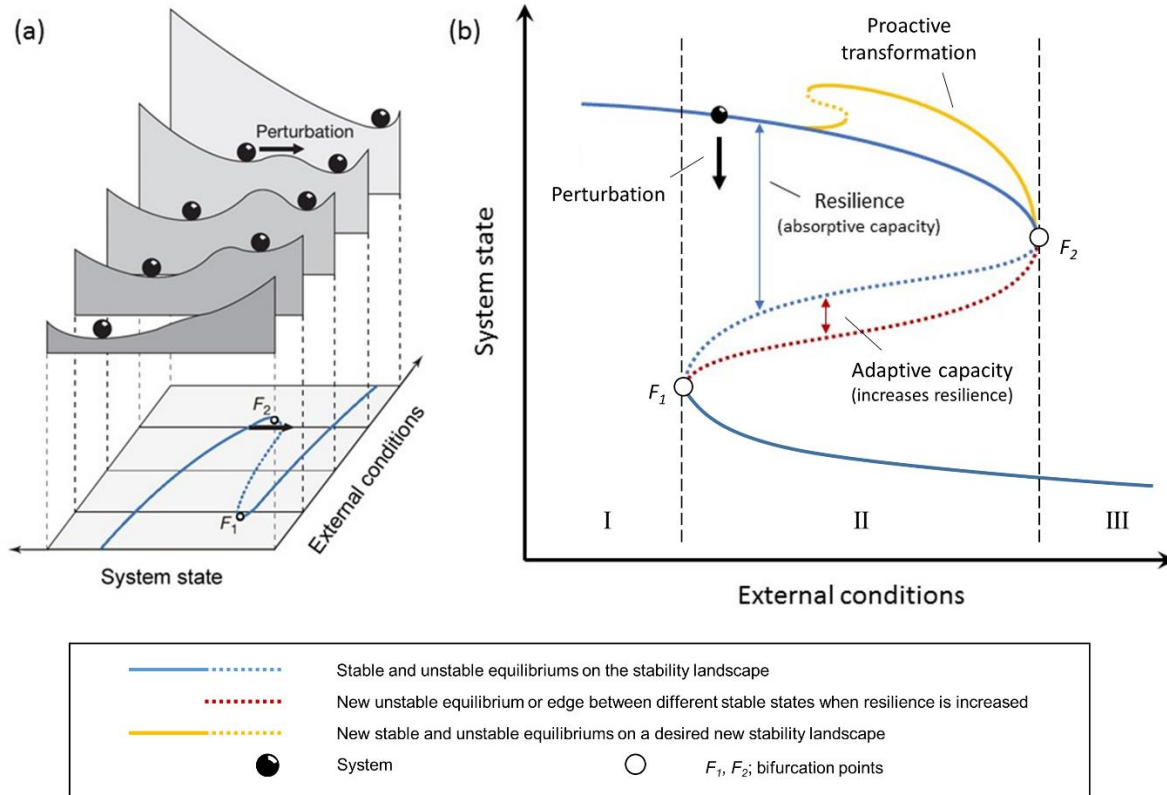 (a)
Perturbation
F2
F1
External conditions
System state
(b)
Proactive
transformation
Perturbation
Resilience
(absorptive capacity)
F2
Adaptive capacity
(increases resilience)
F1
System state
I
II
III
External conditions
Stable and unstable equilibriums on the stability landscape
New unstable equilibrium or edge between different stable states when resilience is increased
New stable and unstable equilibriums on a desired new stability landscape
System
F1, F2; bifurcation points